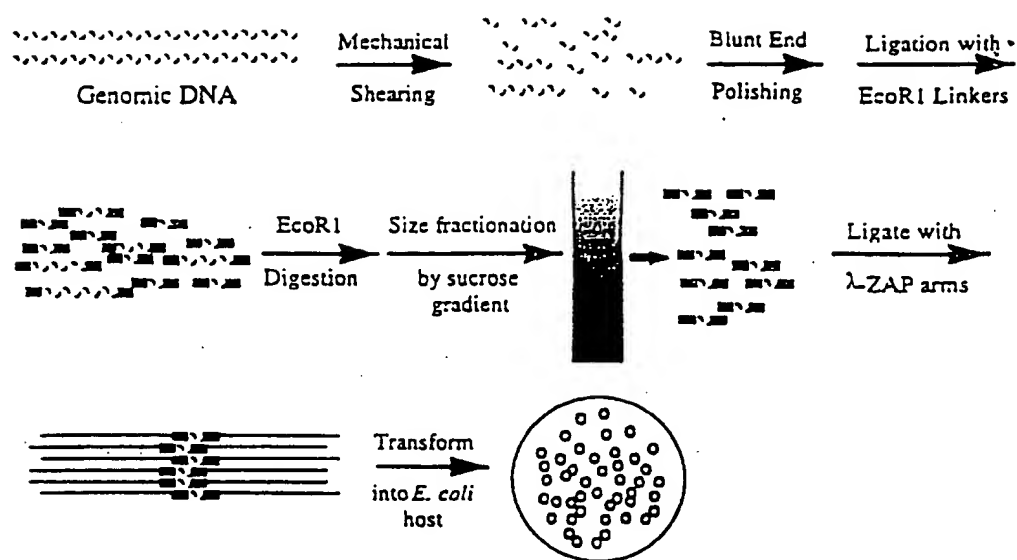 Genomic DNA
Mechanical
Shearing
Blunt End
Polishing
Ligation with
EcoR1 Linkers
EcoR1
Digestion
Size fractionation
by sucrose
gradient
Ligate with
λ-ZAP arms
Transform
into E. coli
host